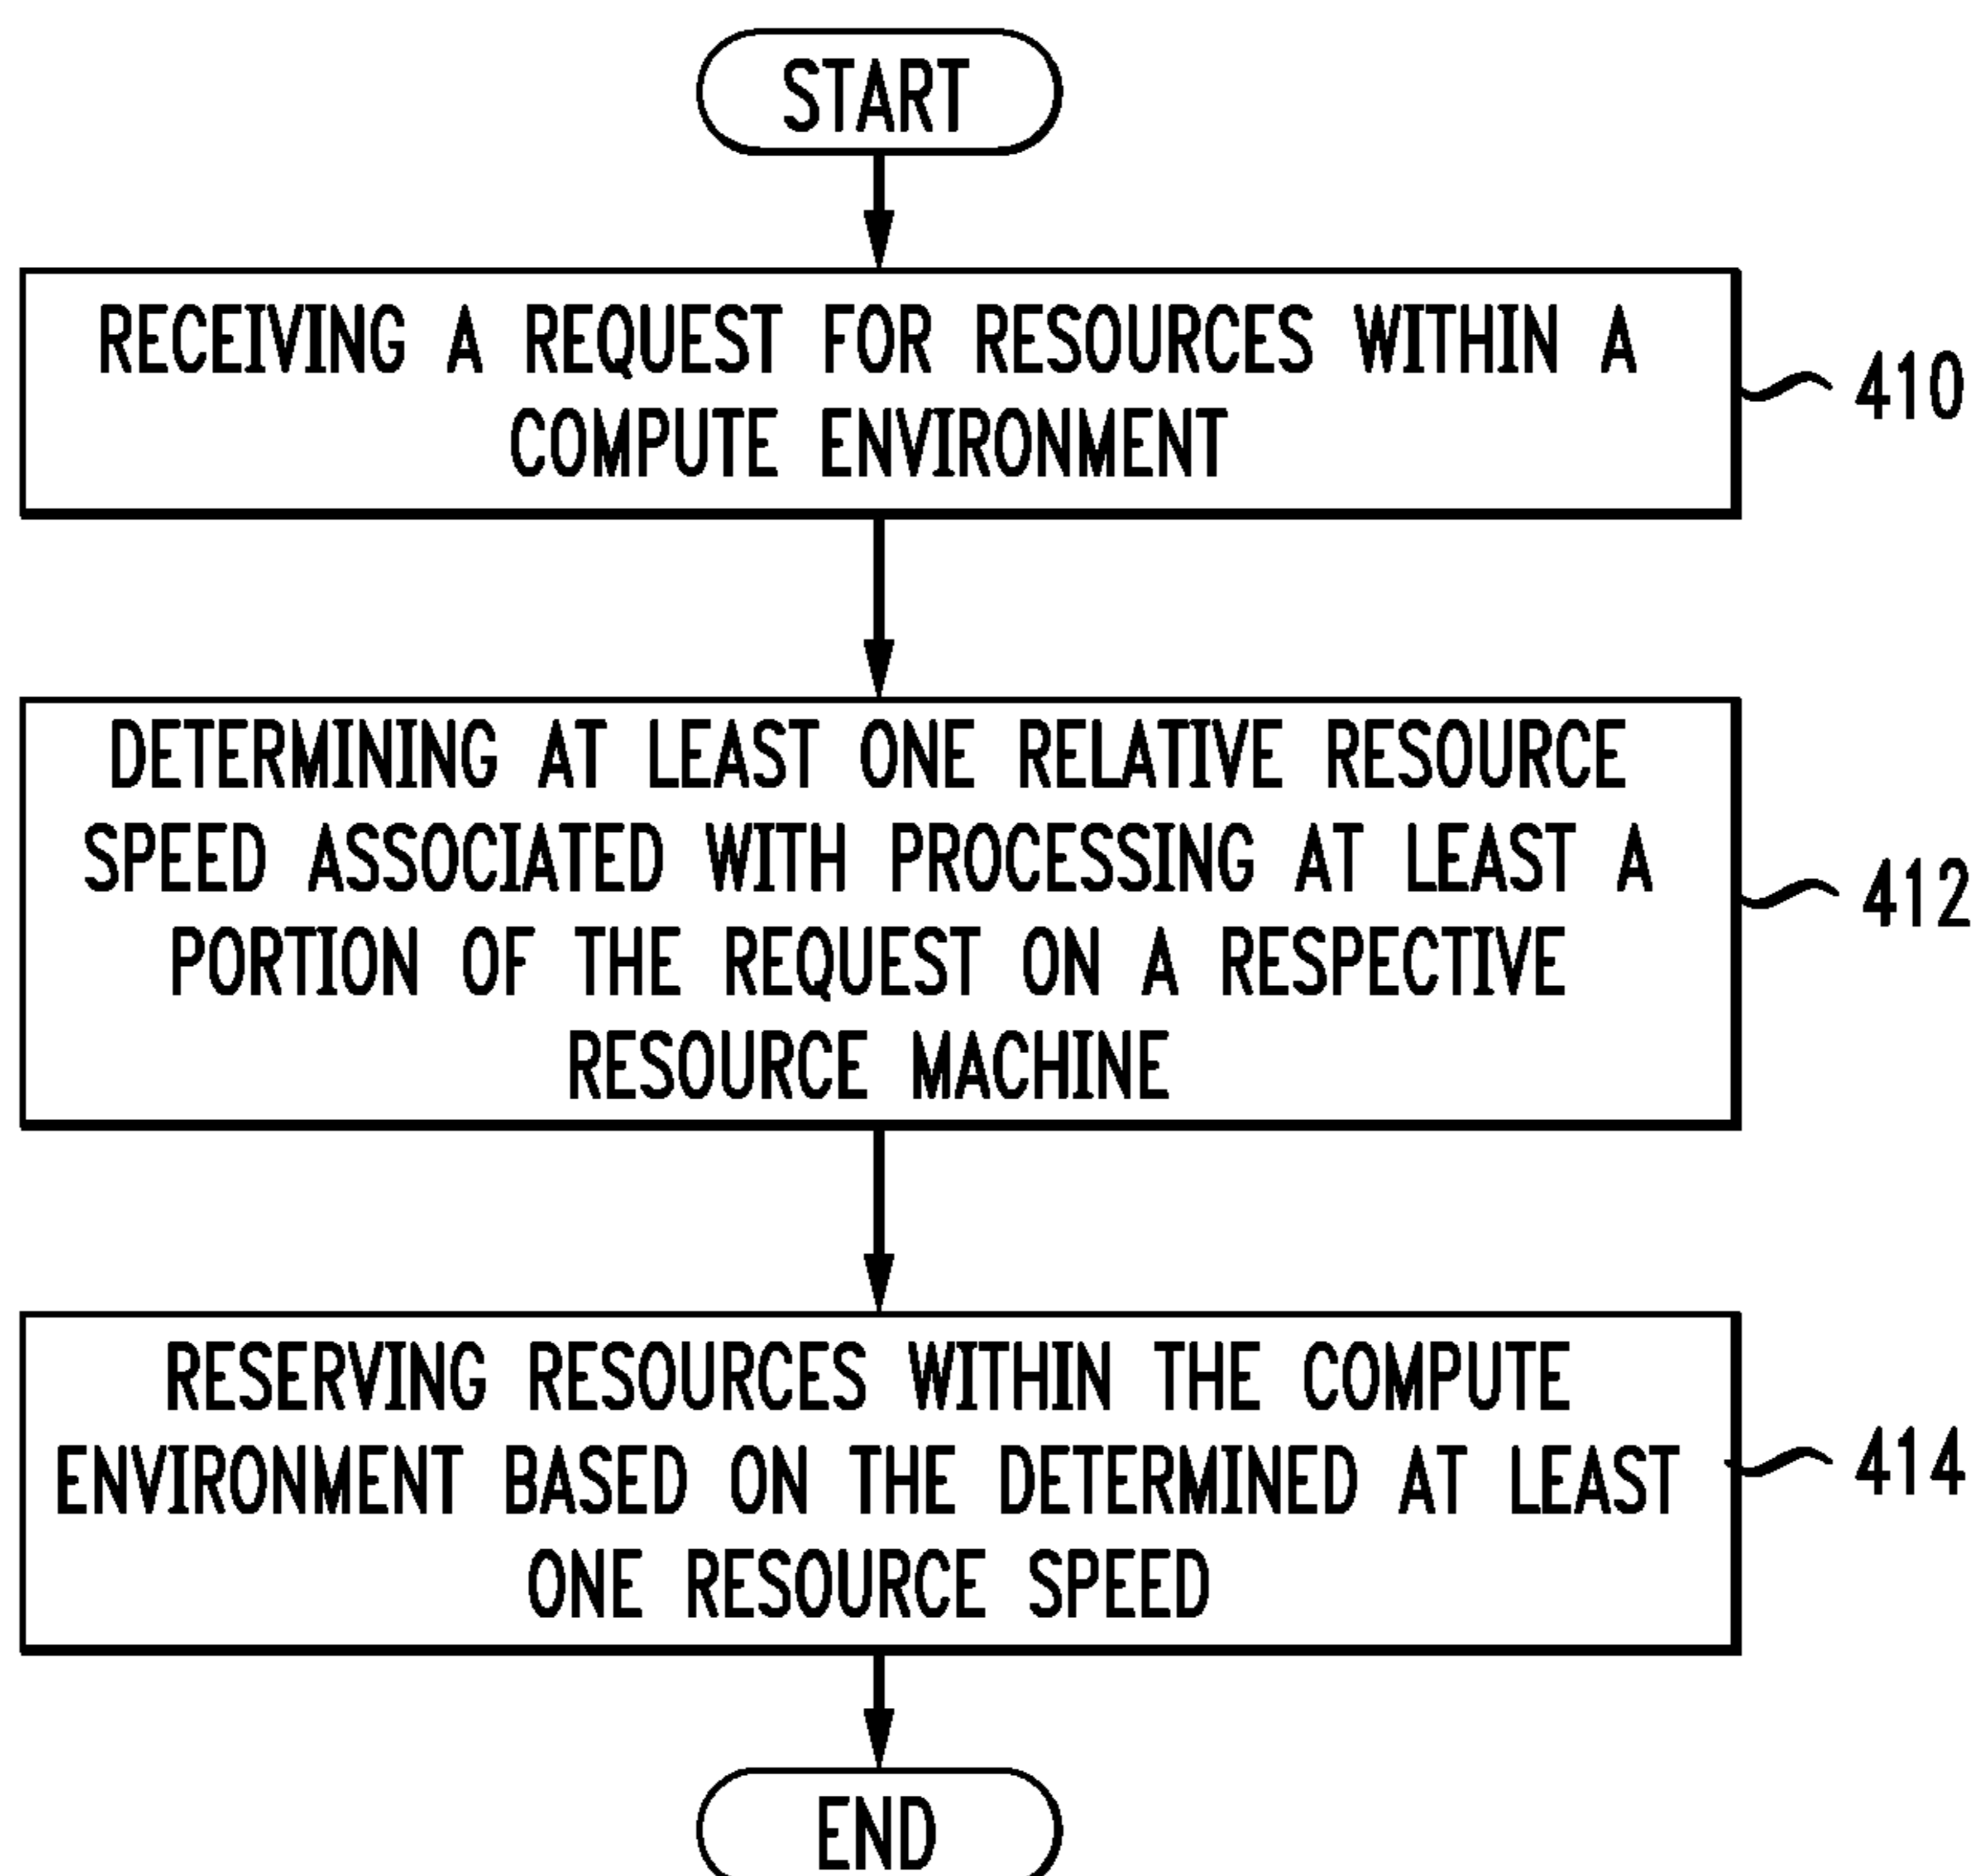 START
RECEIVING A REQUEST FOR RESOURCES WITHIN A
COMPUTE ENVIRONMENT
410
DETERMINING AT LEAST ONE RELATIVE RESOURCE
SPEED ASSOCIATED WITH PROCESSING AT LEAST A
PORTION OF THE REQUEST ON A RESPECTIVE
RESOURCE MACHINE
412
RESERVING RESOURCES WITHIN THE COMPUTE
ENVIRONMENT BASED ON THE DETERMINED AT LEAST
ONE RESOURCE SPEED
414
END